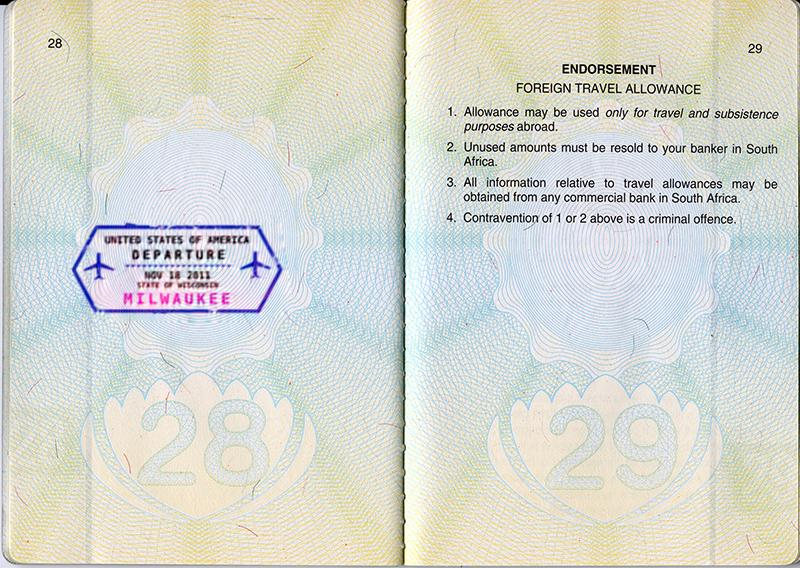 28
UNITED STATES OF AMERICA
DEPARTURE
NOV 18 2011
STATE OF WISCONSIN
MILWAUKEE
28
29
ENDORSEMENT
FOREIGN TRAVEL ALLOWANCE
1. Allowance may be used only for travel and subsistence
purposes abroad.
2. Unused amounts must be resold to your banker in South
Africa.
3. All information relative to travel allowances may be
obtained from any commercial bank in South Africa.
4. Contravention of 1 or 2 above is a criminal offence.
29